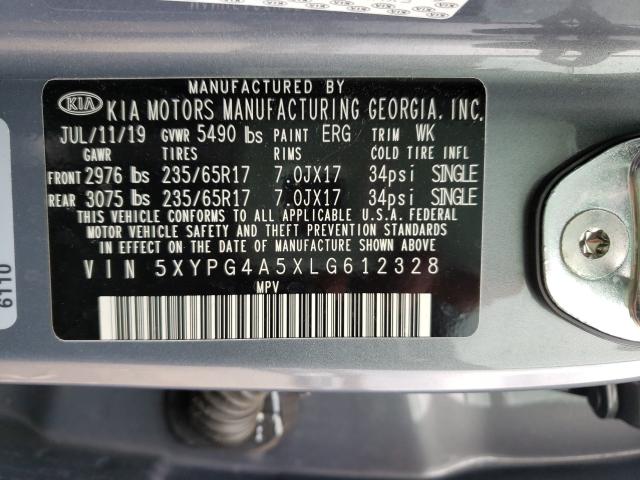 MANUFACTURED BY
KIA KIA MOTORS MANUFACTURING GEORGIA, INC.
JUL/11/19 GVWR 5490 lbs PAINT ERG TRIM WK
GAWR TIRES RIMS COLD TIRE INFL
FRONT 2976 lbs 235/65R17 7.0JX17 34psi SINGLE
REAR 3075 lbs 235/65R17 7.0JX17 34psi SINGLE
THIS VEHICLE CONFORMS TO ALL APPLICABLE U.S.A. FEDERAL
MOTOR VEHICLE SAFETY AND THEFT PREVENTION STANDARDS
IN EFFECT ON THE DATE OF MANUFACTURE SHOWN ABOVE
VIN 5XYPG4A5XLG612328
MPV
6110